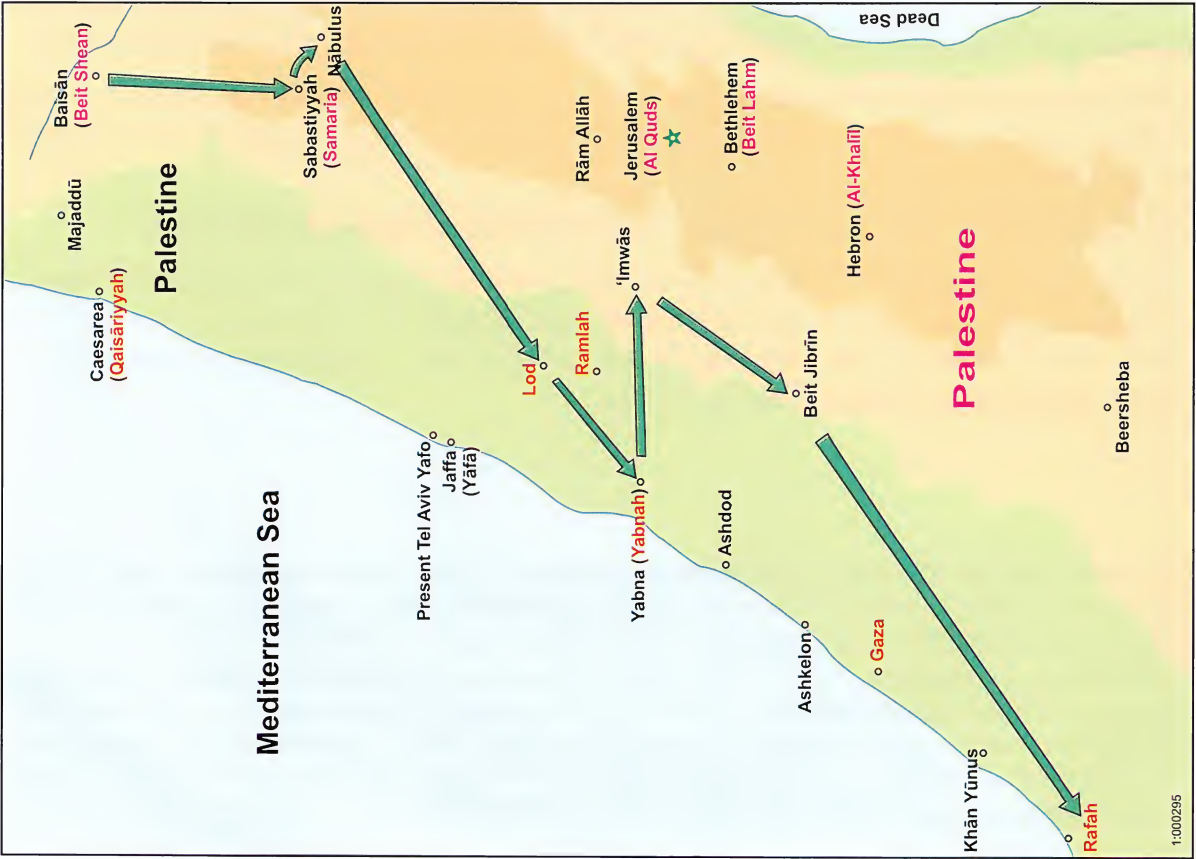 Dead Sea
Baisān
(Beit Shean)
Nābulus
Sabastiyyah
(Samaria)
Majaddū
Palestine
Caesarea
(Qaisāriyyah)
Rām Allāh
Jerusalem
(Al Quds)
Bethlehem
(Beit Lahm)
Hebron (Al-Khalīl)
'Imwās
Ramlah
Lod
Present Tel Aviv Yafo
Jaffa
(Yāfā)
Mediterranean Sea
Yabna (Yabnah)
Ashdod
Beit Jibrīn
Palestine
Beersheba
Ashkelon
Gaza
Khān Yūnus
Rafah
1:000295